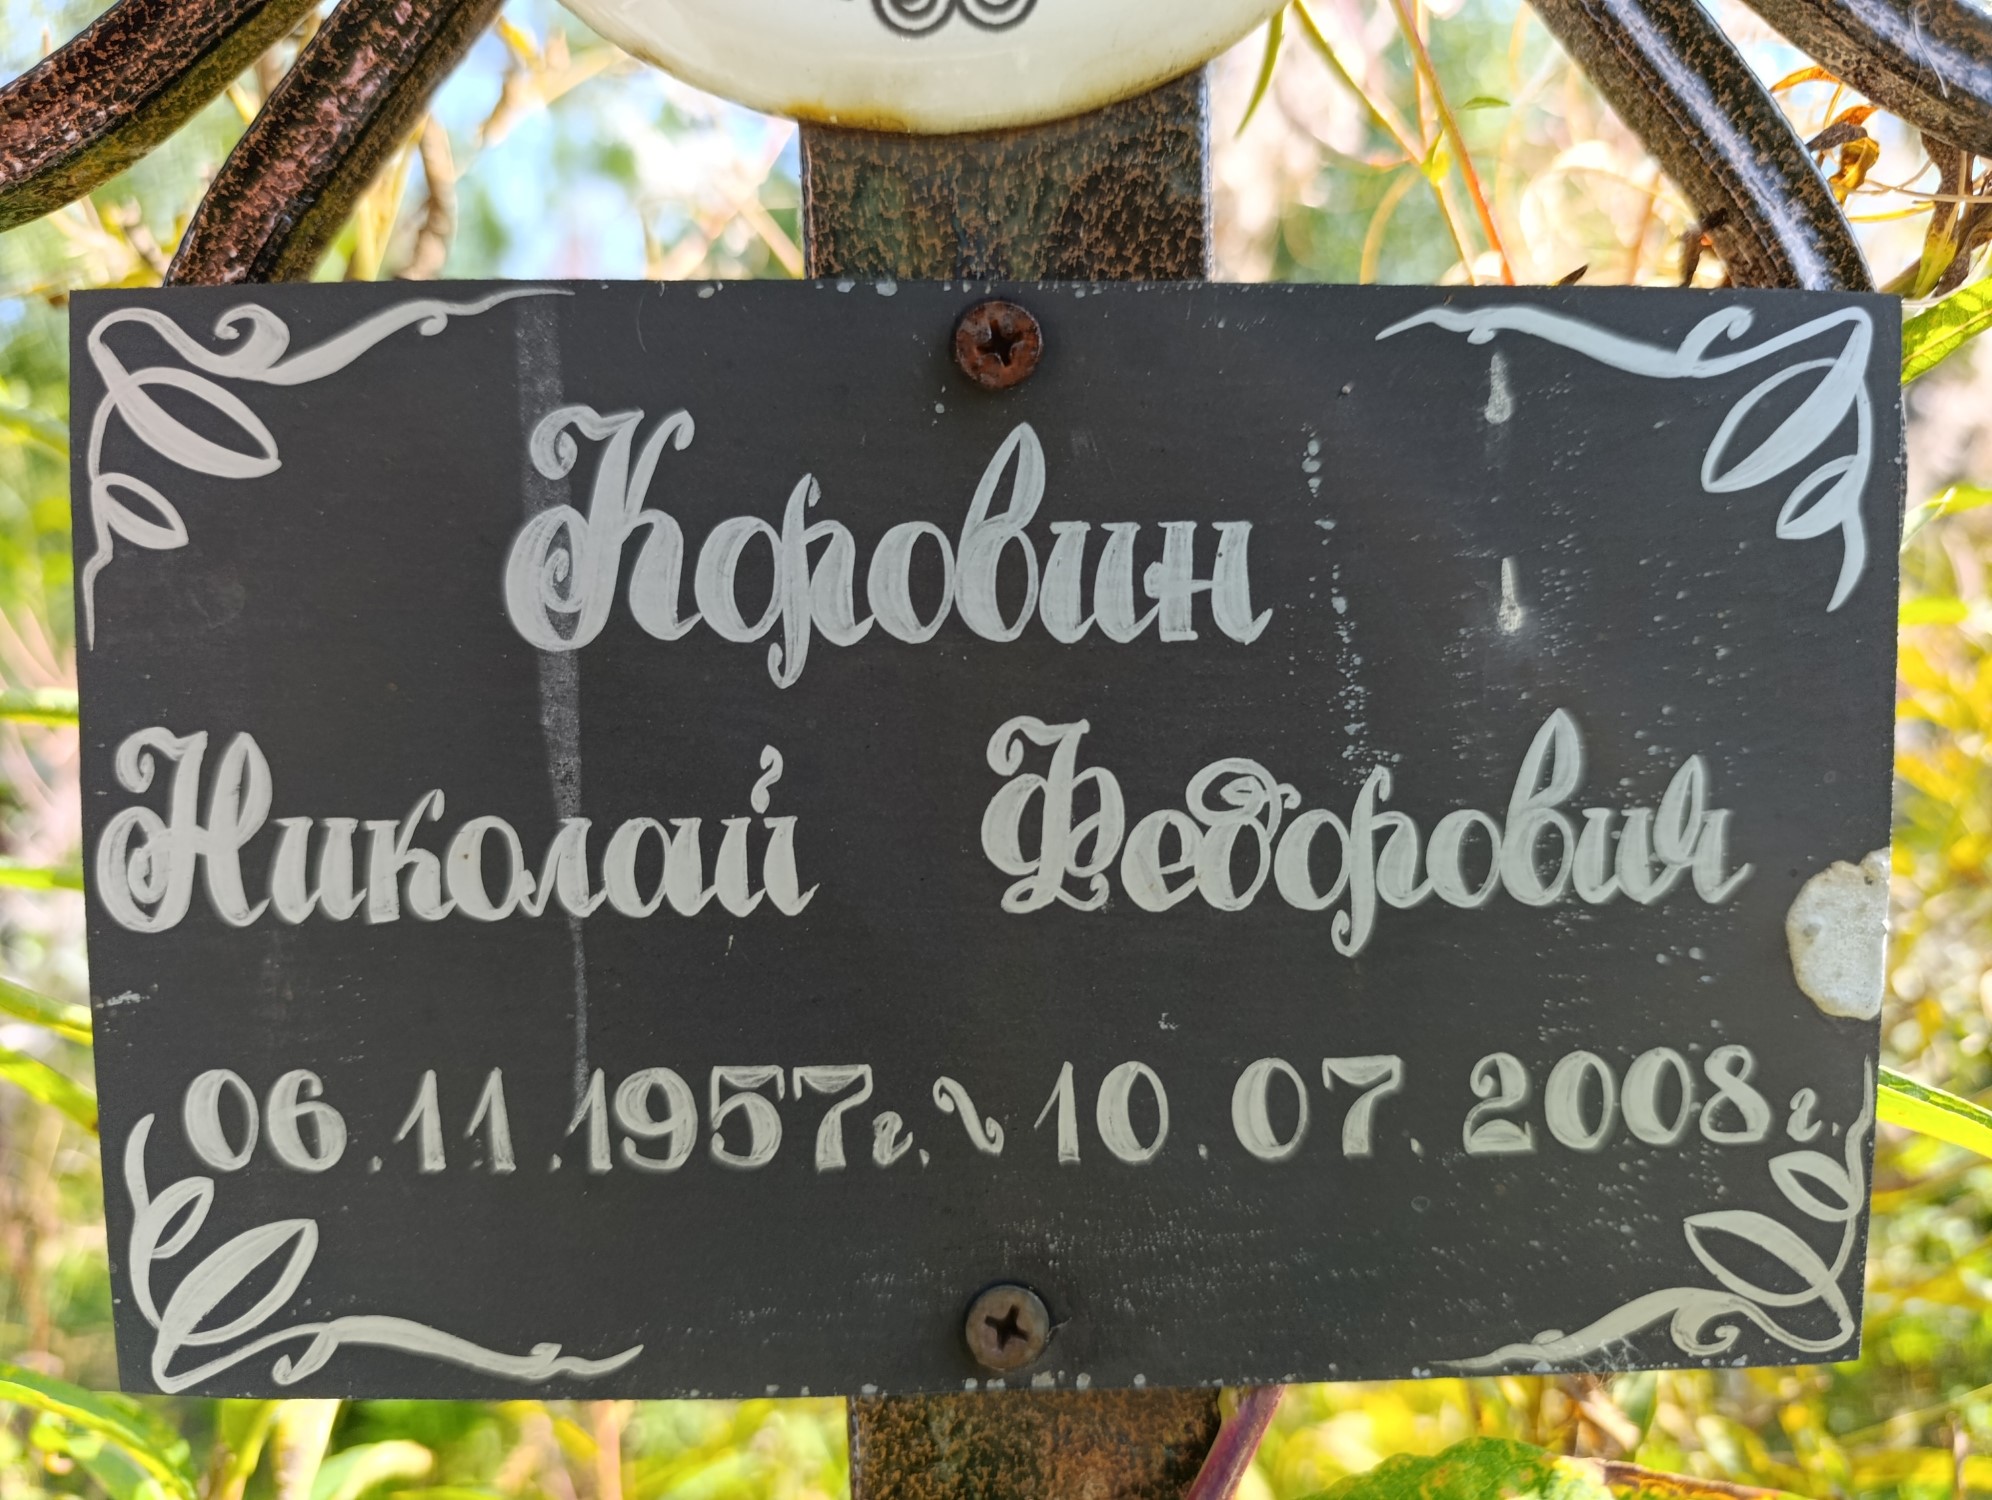 Коровин
Николай Федорович
06.11.1957г. ~ 10.07.2008г.